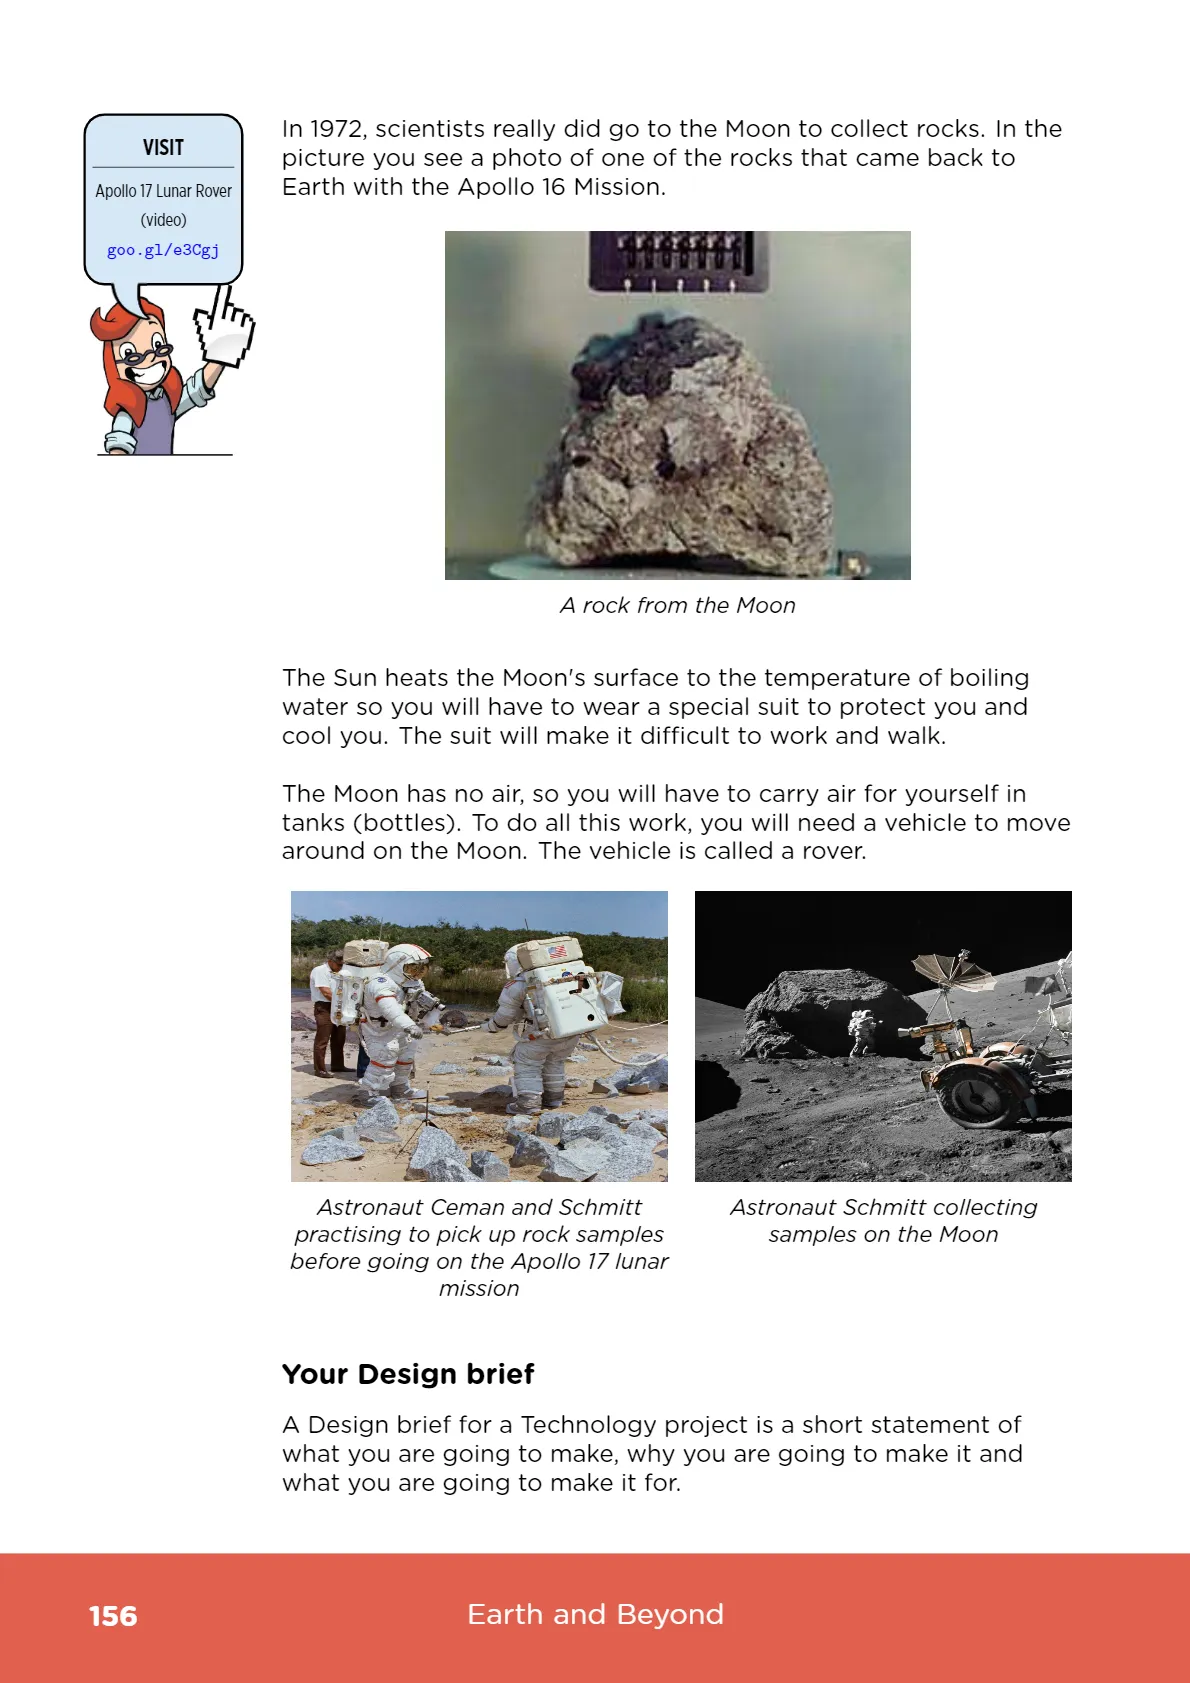 VISIT
Apollo 17 Lunar Rover
(video)
goo.gl/e3Cgj
In 1972, scientists really did go to the Moon to collect rocks. In the
picture you see a photo of one of the rocks that came back to
Earth with the Apollo 16 Mission.
A rock from the Moon
The Sun heats the Moon's surface to the temperature of boiling
water so you will have to wear a special suit to protect you and
cool you. The suit will make it difficult to work and walk.
The Moon has no air, so you will have to carry air for yourself in
tanks (bottles). To do all this work, you will need a vehicle to move
around on the Moon. The vehicle is called a rover.
Astronaut Ceman and Schmitt
practising to pick up rock samples
before going on the Apollo 17 lunar
mission
Astronaut Schmitt collecting
samples on the Moon
Your Design brief
A Design brief for a Technology project is a short statement of
what you are going to make, why you are going to make it and
what you are going to make it for.
156
Earth and Beyond